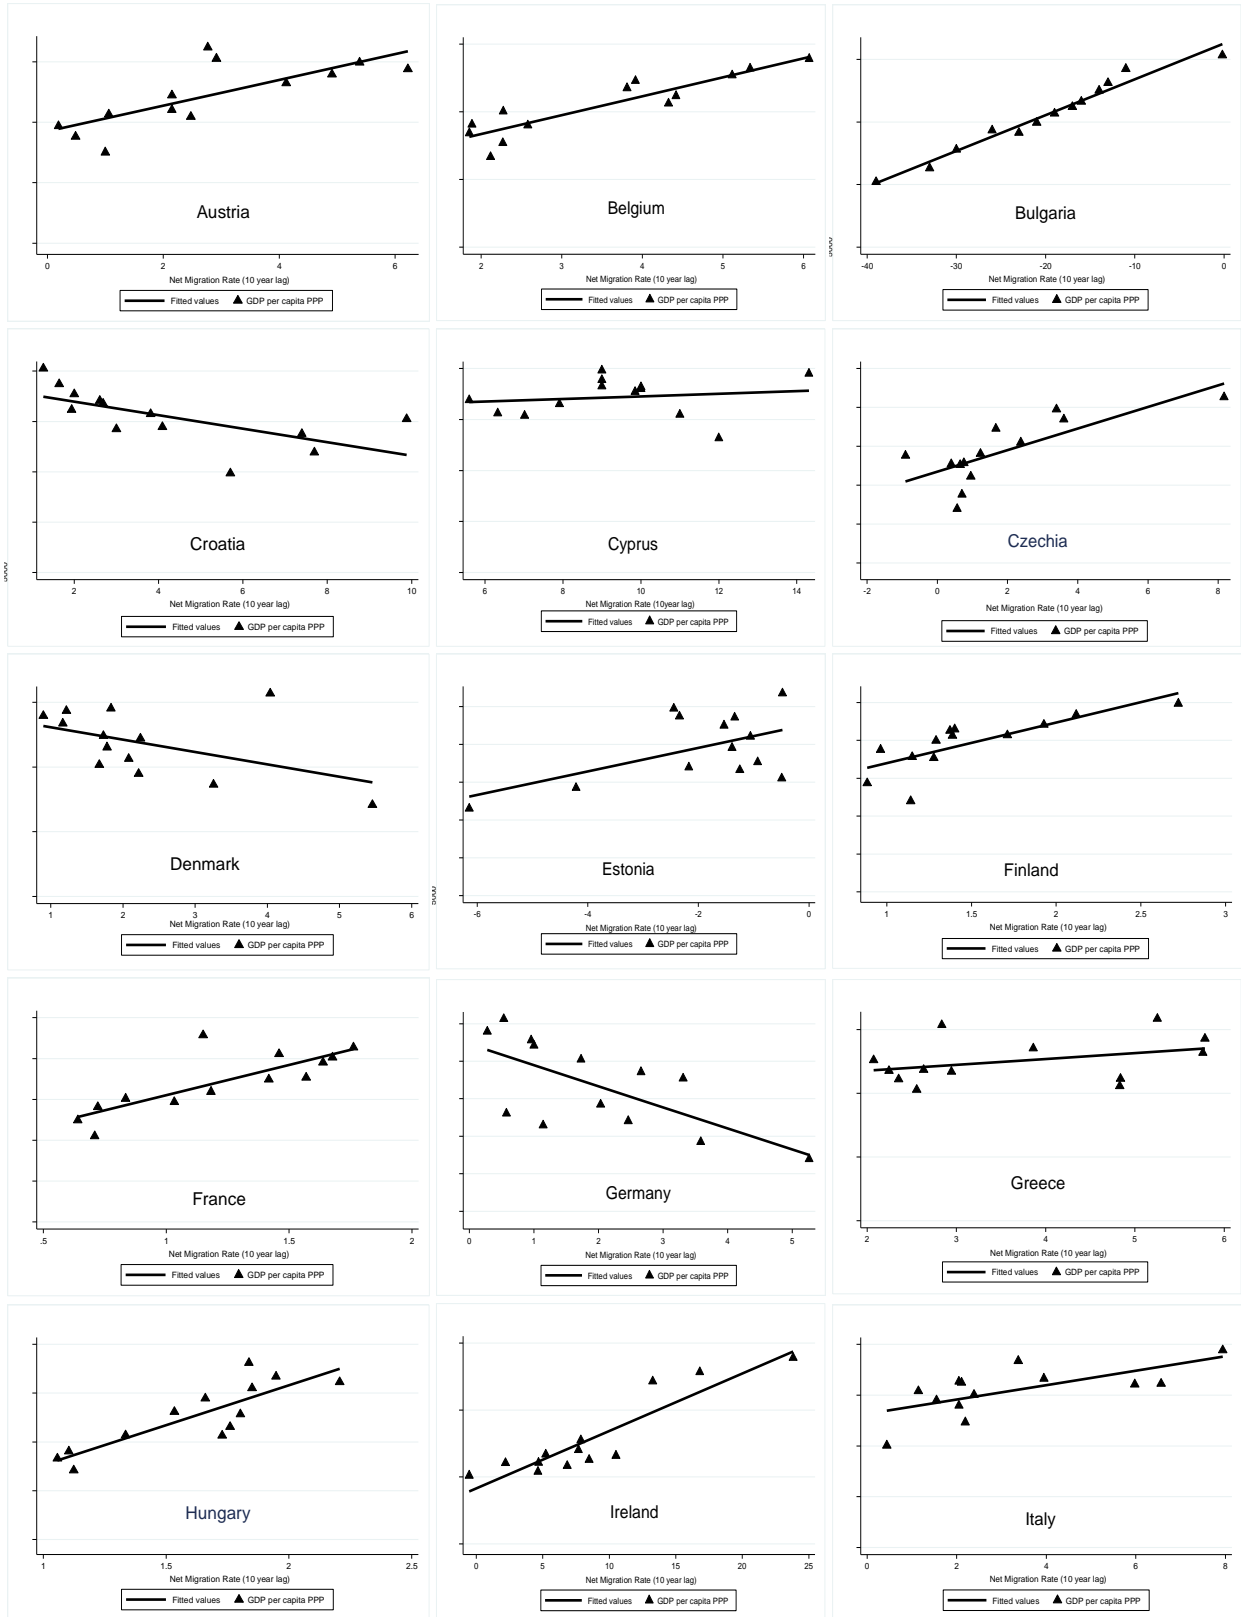 Austria
0 2 4 6
Net Migration Rate (10 year lag)
Fitted values GDP per capita PPP
Belgium
2 3 4 5 6
Net Migration Rate (10 year lag)
Fitted values GDP per capita PPP
Bulgaria
-40 -30 -20 -10 0
Net Migration Rate (10 year lag)
Fitted values GDP per capita PPP
Croatia
2 4 6 8 10
Net Migration Rate (10 year lag)
Fitted values GDP per capita PPP
Cyprus
6 8 10 12 14
Net Migration Rate (10year lag)
Fitted values GDP per capita PPP
Czechia
-2 0 2 4 6 8
Net Migration Rate (10 year lag)
Fitted values GDP per capita PPP
Denmark
1 2 3 4 5 6
Net Migration Rate (10 year lag)
Fitted values GDP per capita PPP
Estonia
-6 -4 -2 0
Net Migration Rate (10 year lag)
Fitted values GDP per capita PPP
Finland
1 1.5 2 2.5 3
Net Migration Rate (10 year lag)
Fitted values GDP per capita PPP
France
.5 1 1.5 2
Net Migration Rate (10 year lag)
Fitted values GDP per capita PPP
Germany
0 1 2 3 4 5
Net Migration Rate (10 year lag)
Fitted values GDP per capita PPP
Greece
2 3 4 5 6
Net Migration Rate (10 year lag)
Fitted values GDP per capita PPP
Hungary
1 1.5 2 2.5
Net Migration Rate (10 year lag)
Fitted values GDP per capita PPP
Ireland
0 5 10 15 20 25
Net Migration Rate (10 year lag)
Fitted values GDP per capita PPP
Italy
0 2 4 6 8
Net Migration Rate (10 year lag)
Fitted values GDP per capita PPP